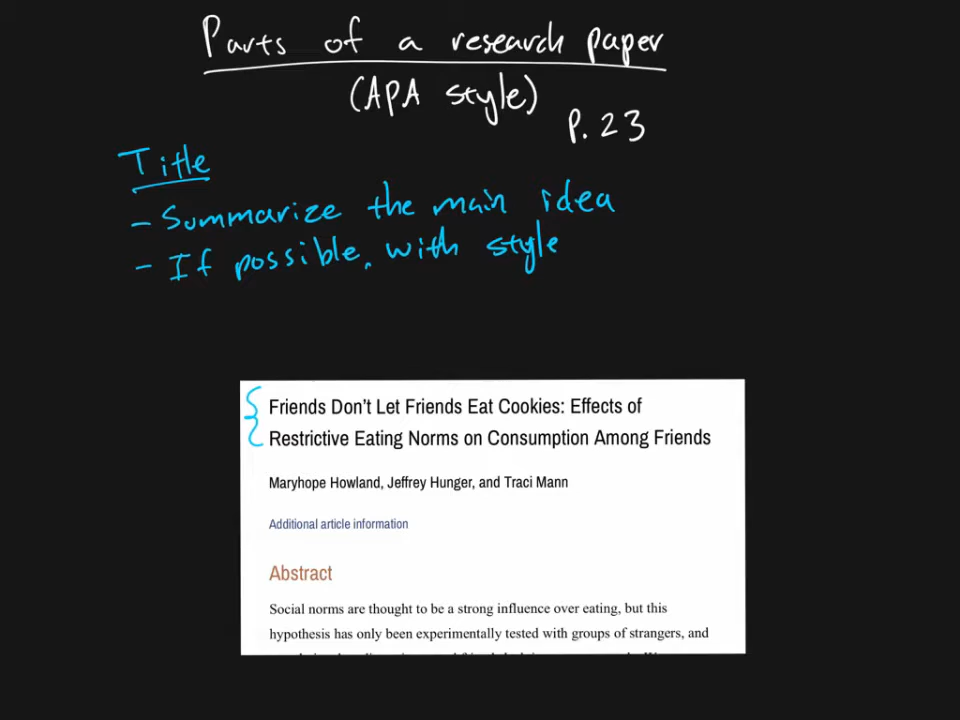 Parts of a research paper
(APA style)
P. 23
Title
- Summarize the main idea
- If possible, with style
Friends Don't Let Friends Eat Cookies: Effects of
Restrictive Eating Norms on Consumption Among Friends
Maryhope Howland, Jeffrey Hunger, and Traci Mann
Additional article information
Abstract
Social norms are thought to be a strong influence over eating, but this
hypothesis has only been experimentally tested with groups of strangers, and